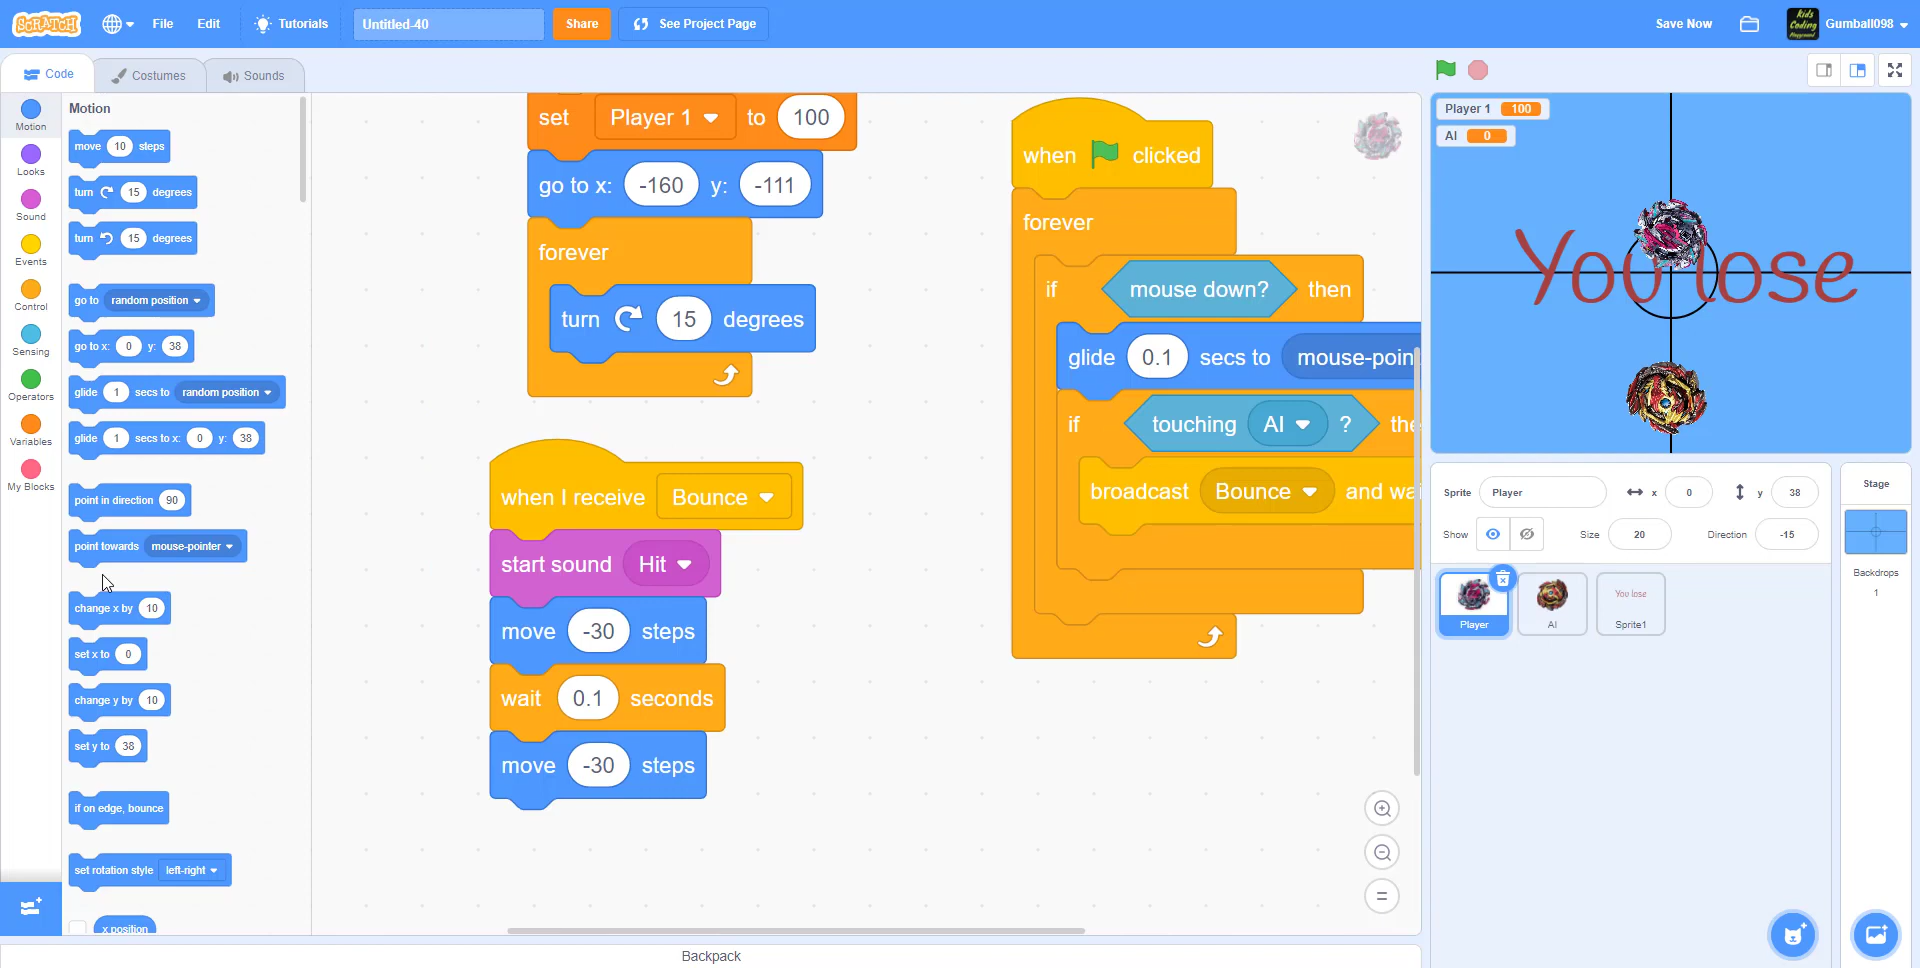 SCRATCH File Edit Tutorials Untitled-40 Share See Project Page Save Now Kids Coding Playground Gumball098
Code Costumes Sounds
Motion
Looks
Sound
Events
Control
Sensing
Operators
Variables
My Blocks
Motion
move 10 steps
turn 15 degrees
turn 15 degrees
go to random position
go to x: 0 y: 38
glide 1 secs to random position
glide 1 secs to x: 0 y: 38
point in direction 90
point towards mouse-pointer
change x by 10
set x to 0
change y by 10
set y to 38
if on edge, bounce
set rotation style left-right
x position
set Player 1 to 100
go to x: -160 y: -111
forever
turn 15 degrees
when I receive Bounce
start sound Hit
move -30 steps
wait 0.1 seconds
move -30 steps
when clicked
forever
if mouse down? then
glide 0.1 secs to mouse-poin
if touching AI ? the
broadcast Bounce and wai
Backpack
Player 1 100
AI 0
You lose
Sprite Player x 0 y 38
Show Size 20 Direction -15
Player
AI
You lose
Sprite1
Stage
Backdrops
1